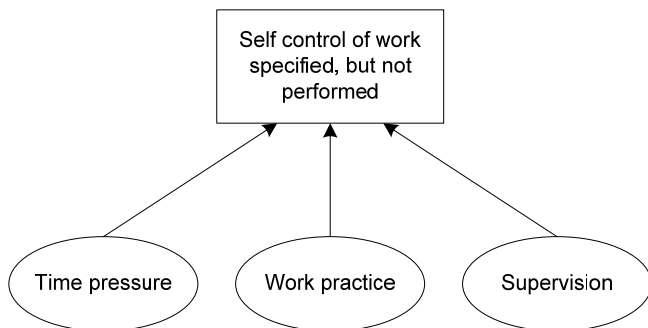 Self control of work
specified, but not
performed
Time pressure
Work practice
Supervision